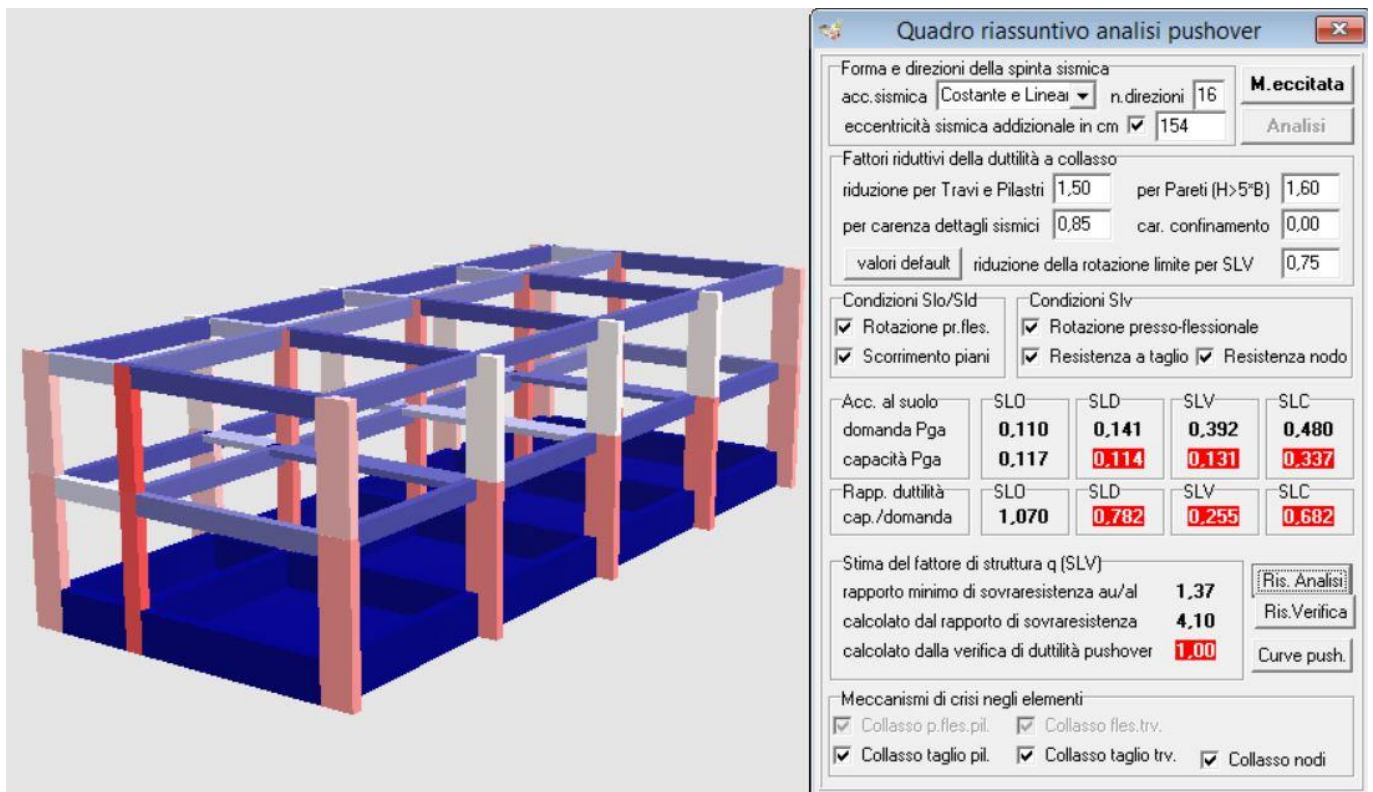 Quadro riassuntivo analisi pushover
Forma e direzioni della spinta sismica
acc.sismica Costante e Linear n.direzioni 16 M.eccitata
eccentricità sismica addizionale in cm 154 Analisi
Fattori riduttivi della duttilità a collasso
riduzione per Travi e Pilastri 1,50 per Pareti (H>5*B) 1,60
per carenza dettagli sismici 0,85 car. confinamento 0,00
valori default riduzione della rotazione limite per SLV 0,75
Condizioni Slo/Sld Condizioni Slv
Rotazione pr.fles. Rotazione presso-flessionale
Scorrimento piani Resistenza a taglio Resistenza nodo
Acc. al suolo SLO SLD SLV SLC
domanda Pga 0,110 0,141 0,392 0,480
capacità Pga 0,117 0,114 0,131 0,337
Rapp. duttilità SLO SLD SLV SLC
cap./domanda 1,070 0,782 0,255 0,682
Stima del fattore di struttura q (SLV)
rapporto minimo di sovraresistenza au/al 1,37 Ris. Analisi
calcolato dal rapporto di sovraresistenza 4,10 Ris.Verifica
calcolato dalla verifica di duttilità pushover 1,00 Curve push.
Meccanismi di crisi negli elementi
Collasso p.fles.pil. Collasso fles.trv.
Collasso taglio pil. Collasso taglio trv. Collasso nodi